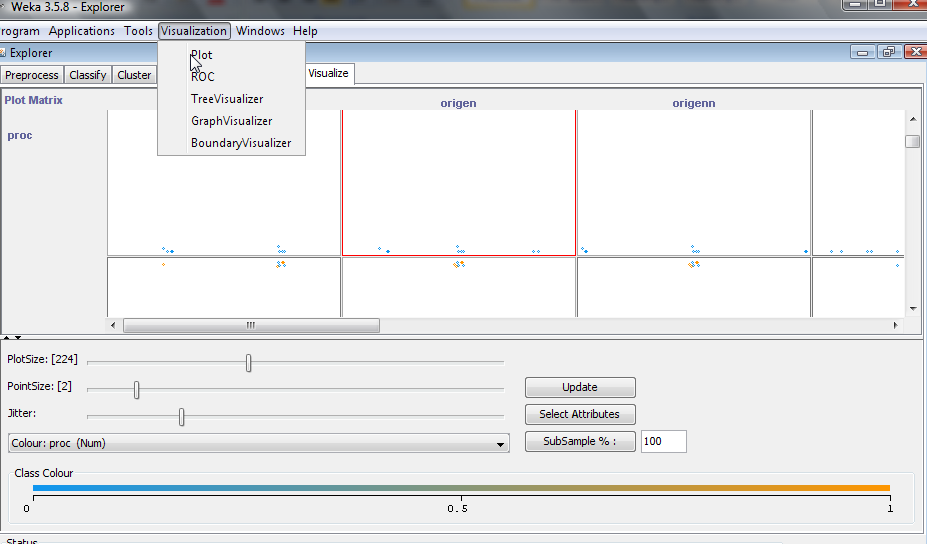 Weka 3.5.8 - Explorer
rogram Applications Tools Visualization Windows Help
Explorer
Plot
ROC
TreeVisualizer
GraphVisualizer
BoundaryVisualizer
Preprocess Classify Cluster Visualize
Plot Matrix origen origenn
proc
PlotSize: [224]
PointSize: [2] Update
Jitter: Select Attributes
Colour: proc (Num) SubSample % : 100
Class Colour
0 0.5 1
Status